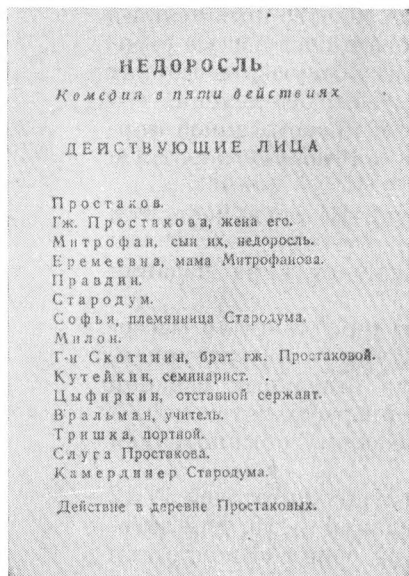 НЕДОРОСЛЬ
Комедия в пяти действиях
ДЕЙСТВУЮЩИЕ ЛИЦА
Простаков.
Гж. Простакова, жена его.
Митрофан, сын их, недоросль.
Еремеевна, мама Митрофанова.
Правдин.
Стародум.
Софья, племянница Стародума.
Милон.
Г-н Скотинин, брат гж. Простаковой.
Кутейкин, семинарист.
Цыфиркин, отставной сержант.
Вральман, учитель.
Тришка, портной.
Слуга Простакова.
Камердинер Стародума.
Действие в деревне Простаковых.